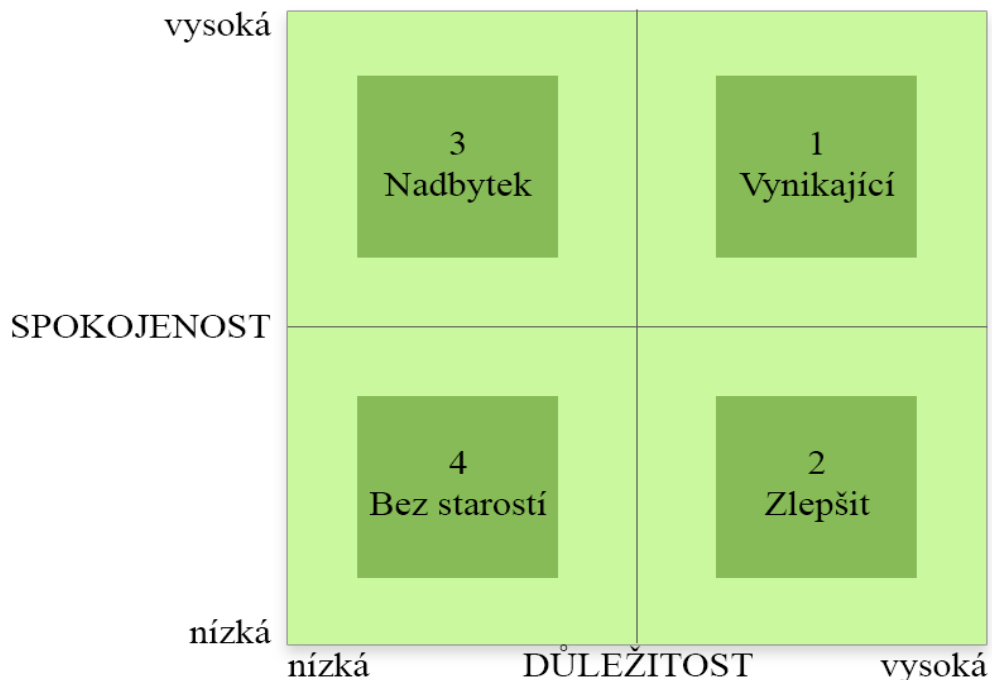 vysoká
3
Nadbytek
1
Vynikající
SPOKOJENOST
4
Bez starostí
2
Zlepšit
nízká
nízká
DŮLEŽITOST
vysoká